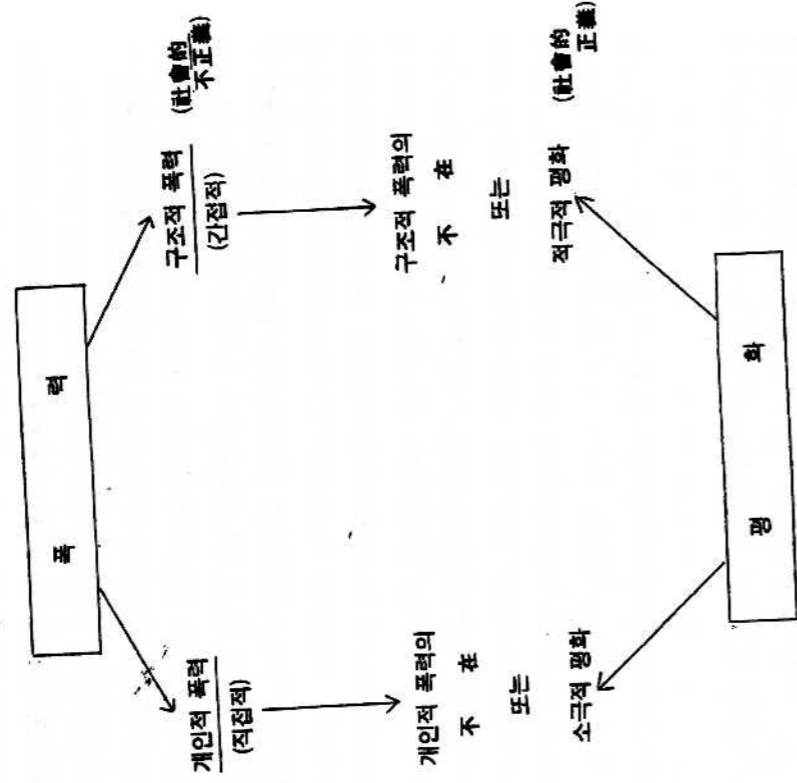 폭 력
개인적 폭력
(직접적)
구조적 폭력
(간접적)
(社會的
不正義)
개인적 폭력의
不 在
또는
소극적 평화
구조적 폭력의
不 在
또는
적극적 평화
(社會的
正義)
평 화